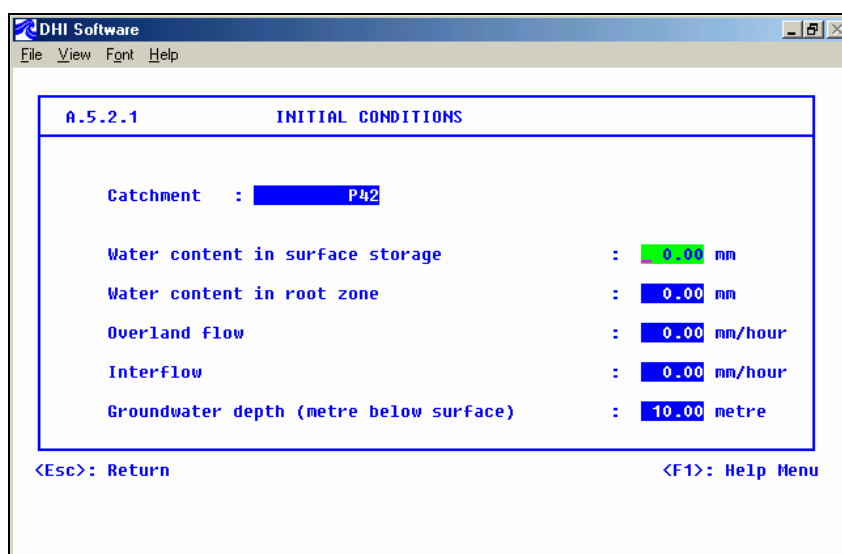 DHI Software
File View Font Help
A.5.2.1 INITIAL CONDITIONS
Catchment : P42
Water content in surface storage : 0.00 mm
Water content in root zone : 0.00 mm
Overland flow : 0.00 mm/hour
Interflow : 0.00 mm/hour
Groundwater depth (metre below surface) : 10.00 metre
<Esc>: Return <F1>: Help Menu